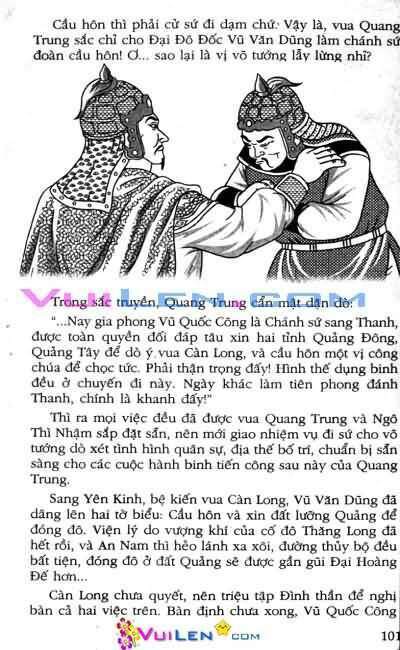 Cầu hôn thì phải cử sứ đi dạm chứ. Vậy là, vua Quang
Trung sắc chỉ cho Đại Đô Đốc Vũ Văn Dũng làm chánh sứ
đoàn cầu hôn! Ơ... sao lại là vị võ tướng lẫy lừng nhỉ?
VuiLen.com
Trong sắc truyền, Quang Trung cẩn mật dặn dò:
"...Nay gia phong Vũ Quốc Công là Chánh sứ sang Thanh,
được toàn quyền đối đáp tâu xin hai tỉnh Quảng Đông,
Quảng Tây để dò ý vua Càn Long, và cầu hôn một vị công
chúa để chọc tức. Phải thận trọng đấy! Hình thế dụng binh
đều ở chuyến đi này. Ngày khác làm tiên phong đánh
Thanh, chính là khanh đấy!"
Thì ra mọi việc đều đã được vua Quang Trung và Ngô
Thì Nhậm sắp đặt sẵn, nên mới giao nhiệm vụ đi sứ cho võ
tướng dò xét tình hình quân sự, địa thế bố trí, chuẩn bị sẵn
sàng cho các cuộc hành binh tiến công sau này của Quang
Trung.
Sang Yên Kinh, bệ kiến vua Càn Long, Vũ Văn Dũng đã
dâng lên hai tờ biểu: Cầu hôn và xin đất lưỡng Quảng để
đóng đô. Viện lý do vượng khí của cố đô Thăng Long đã
hết rồi, và An Nam thì hẻo lánh xa xôi, đường thủy bộ đều
bất tiện, đóng đô ở đất Quảng sẽ được gần gũi Đại Hoàng
Đế hơn...
Càn Long chưa quyết, nên triệu tập Đình thần để nghị
bàn cả hai việc trên. Bàn định chưa xong, Vũ Quốc Công
101
VuiLen.com